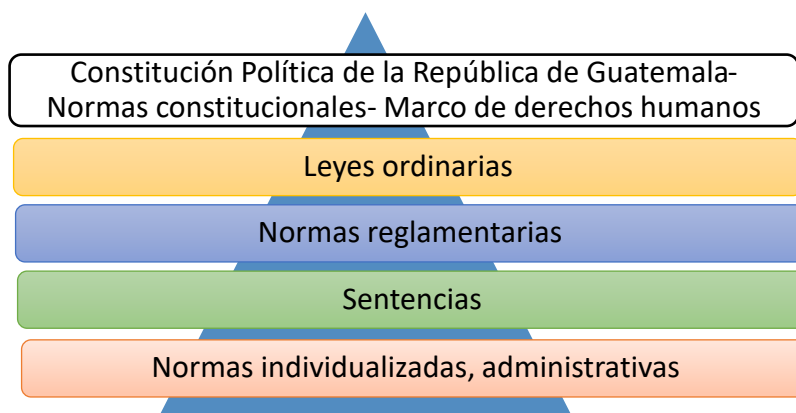 Constitución Política de la República de Guatemala-
Normas constitucionales- Marco de derechos humanos
Leyes ordinarias
Normas reglamentarias
Sentencias
Normas individualizadas, administrativas